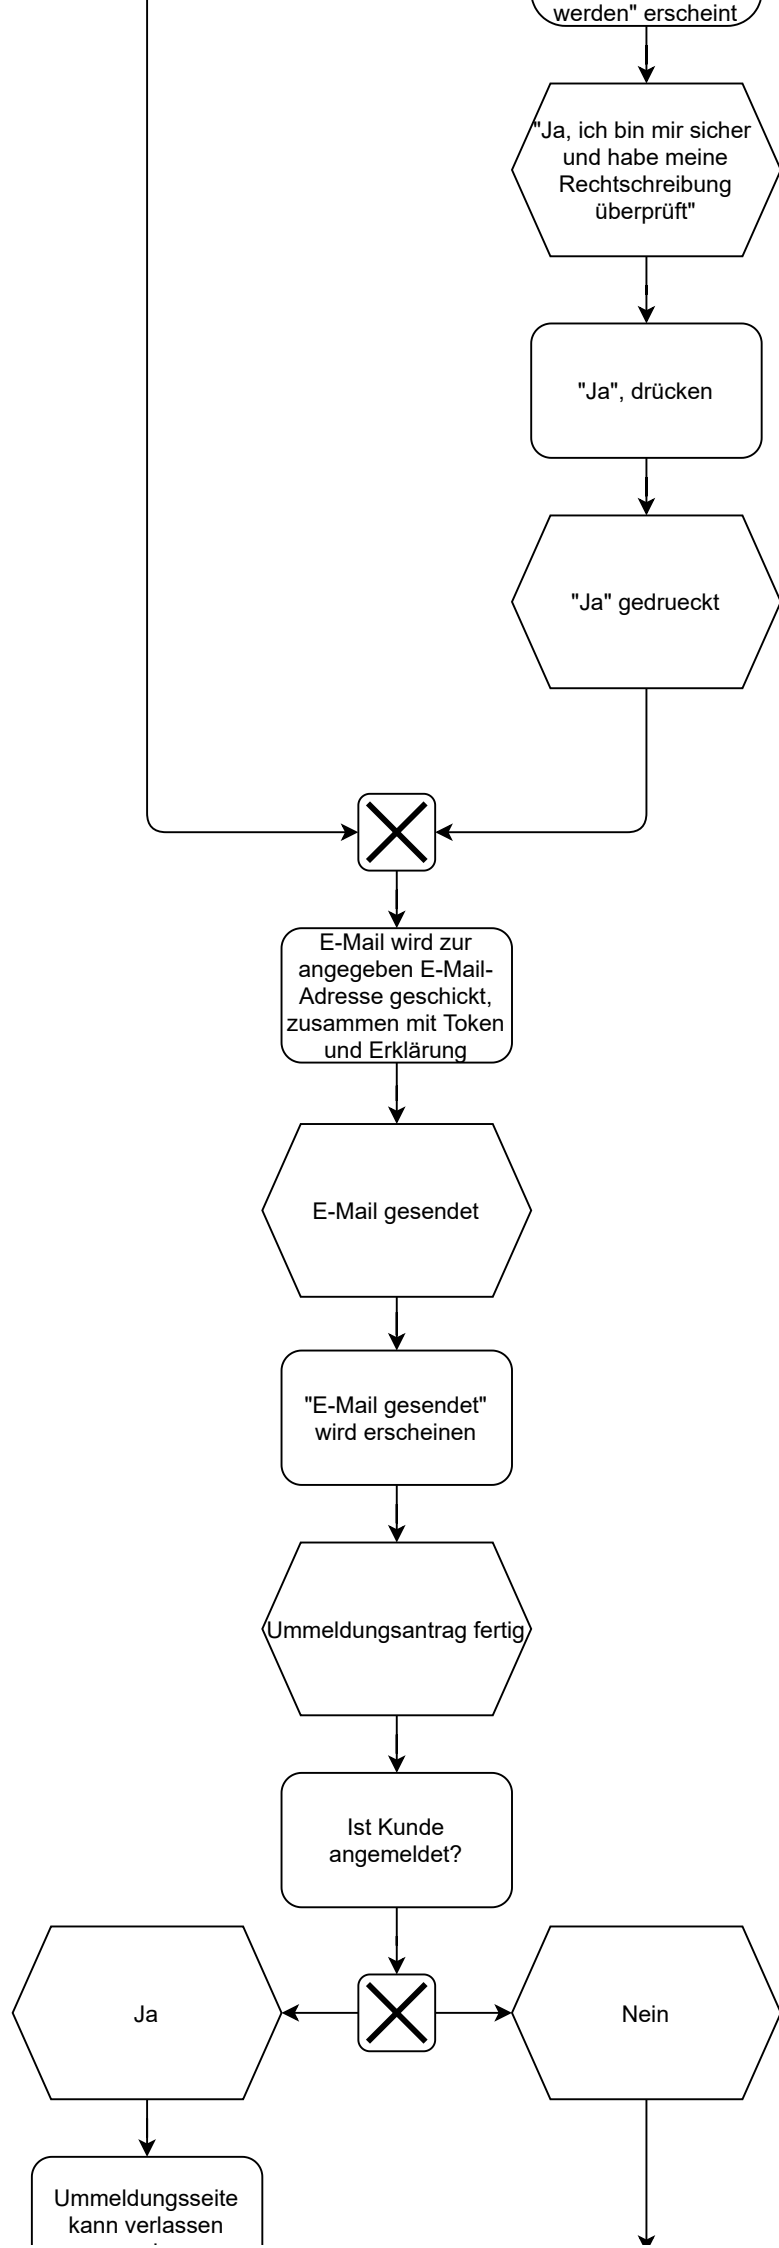 werden" erscheint
"Ja, ich bin mir sicher
und habe meine
Rechtschreibung
überprüft"
"Ja", drücken
"Ja" gedrueckt
E-Mail wird zur
angegeben E-Mail-
Adresse geschickt,
zusammen mit Token
und Erklärung
E-Mail gesendet
"E-Mail gesendet"
wird erscheinen
Ummeldungsantrag fertig
Ist Kunde
angemeldet?
Ja
Nein
Ummeldungsseite
kann verlassen